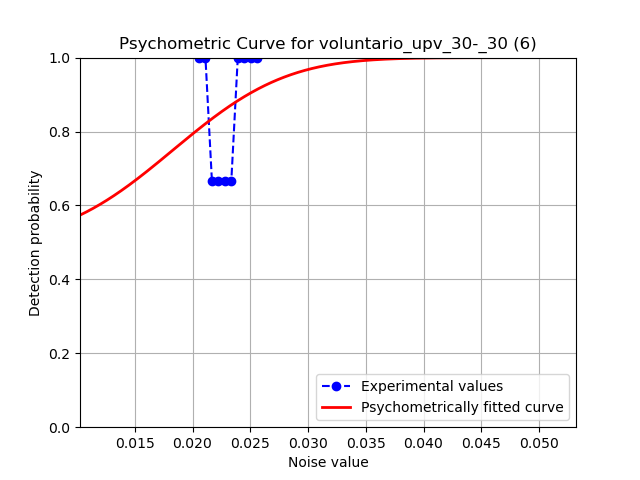 Psychometric Curve for voluntario_upv_30-_30 (6)
1.0
0.8
0.6
0.4
0.2
0.0
Detection probability
Experimental values
Psychometrically fitted curve
0.015 0.020 0.025 0.030 0.035 0.040 0.045 0.050
Noise value